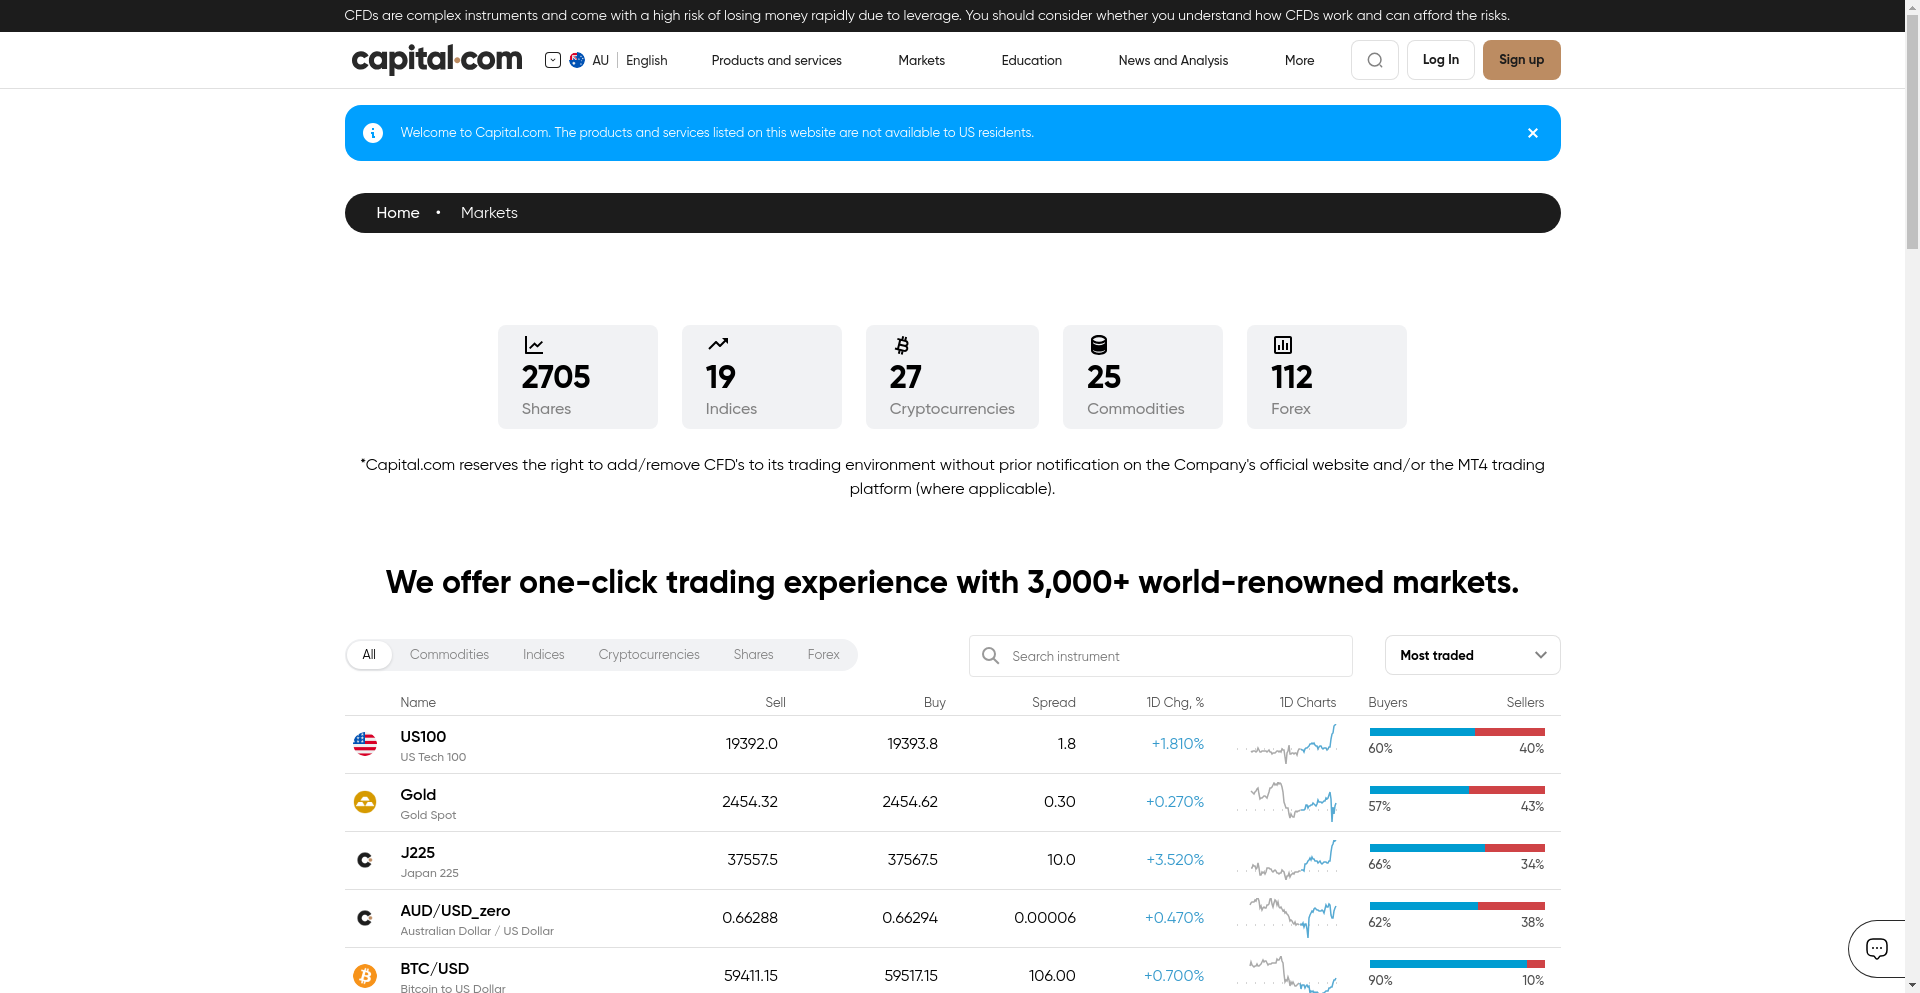 CFDs are complex instruments and come with a high risk of losing money rapidly due to leverage. You should consider whether you understand how CFDs work and can afford the risks.
capital.com AU English Products and services Markets Education News and Analysis More Log In Sign up
Welcome to Capital.com. The products and services listed on this website are not available to US residents.
Home • Markets
2705 19 27 25 112
Shares Indices Cryptocurrencies Commodities Forex
*Capital.com reserves the right to add/remove CFD's to its trading environment without prior notification on the Company's official website and/or the MT4 trading
platform (where applicable).
We offer one-click trading experience with 3,000+ world-renowned markets.
All Commodities Indices Cryptocurrencies Shares Forex Search instrument Most traded
Name Sell Buy Spread 1D Chg, % 1D Charts Buyers Sellers
US100 19392.0 19393.8 1.8 +1.810% 60% 40%
US Tech 100
Gold 2454.32 2454.62 0.30 +0.270% 57% 43%
Gold Spot
J225 37557.5 37567.5 10.0 +3.520% 66% 34%
Japan 225
AUD/USD_zero 0.66288 0.66294 0.00006 +0.470% 62% 38%
Australian Dollar / US Dollar
BTC/USD 59411.15 59517.15 106.00 +0.700% 90% 10%
Bitcoin to US Dollar